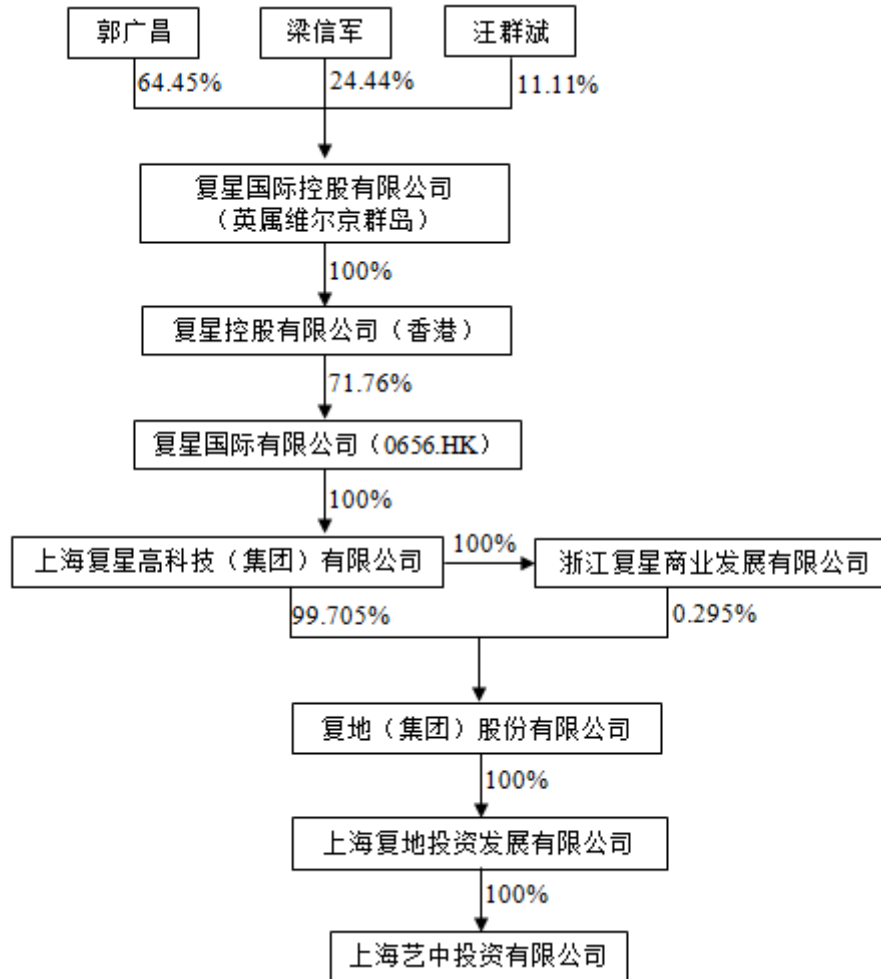 郭广昌
梁信军
汪群斌
64.45%
24.44%
11.11%
复星国际控股有限公司
（英属维尔京群岛）
100%
复星控股有限公司（香港）
71.76%
复星国际有限公司（0656.HK）
100%
上海复星高科技（集团）有限公司
100%
浙江复星商业发展有限公司
99.705%
0.295%
复地（集团）股份有限公司
100%
上海复地投资发展有限公司
100%
上海艺中投资有限公司